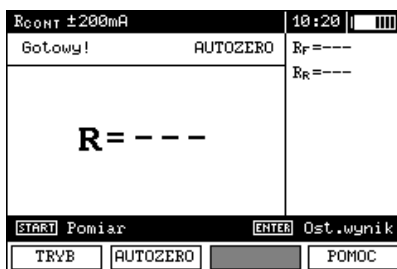 RCONT ±200mA 10:20
Gotowy! AUTOZERO RF=---
RR=---
R=---
START Pomiar ENTER Ost.wynik
TRYB AUTOZERO POMOC